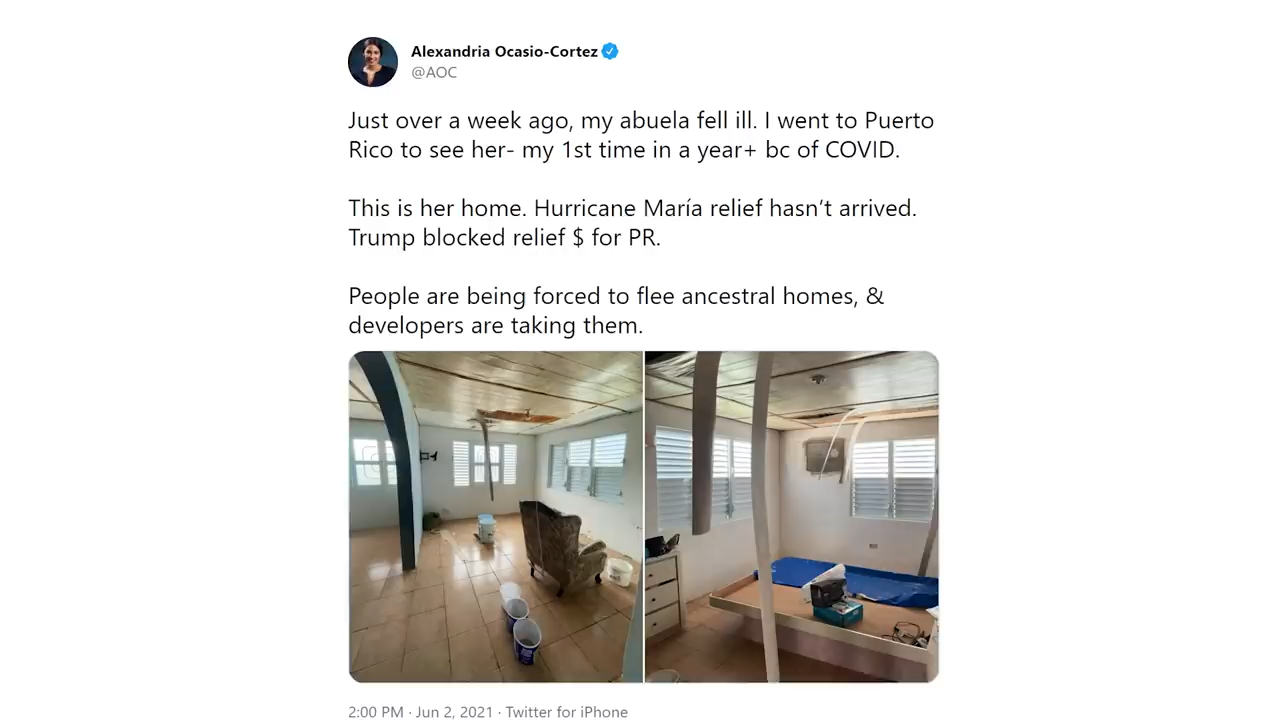 Alexandria Ocasio-Cortez
@AOC
Just over a week ago, my abuela fell ill. I went to Puerto
Rico to see her- my 1st time in a year+ bc of COVID.
This is her home. Hurricane María relief hasn’t arrived.
Trump blocked relief $ for PR.
People are being forced to flee ancestral homes, &
developers are taking them.
2:00 PM · Jun 2, 2021 · Twitter for iPhone